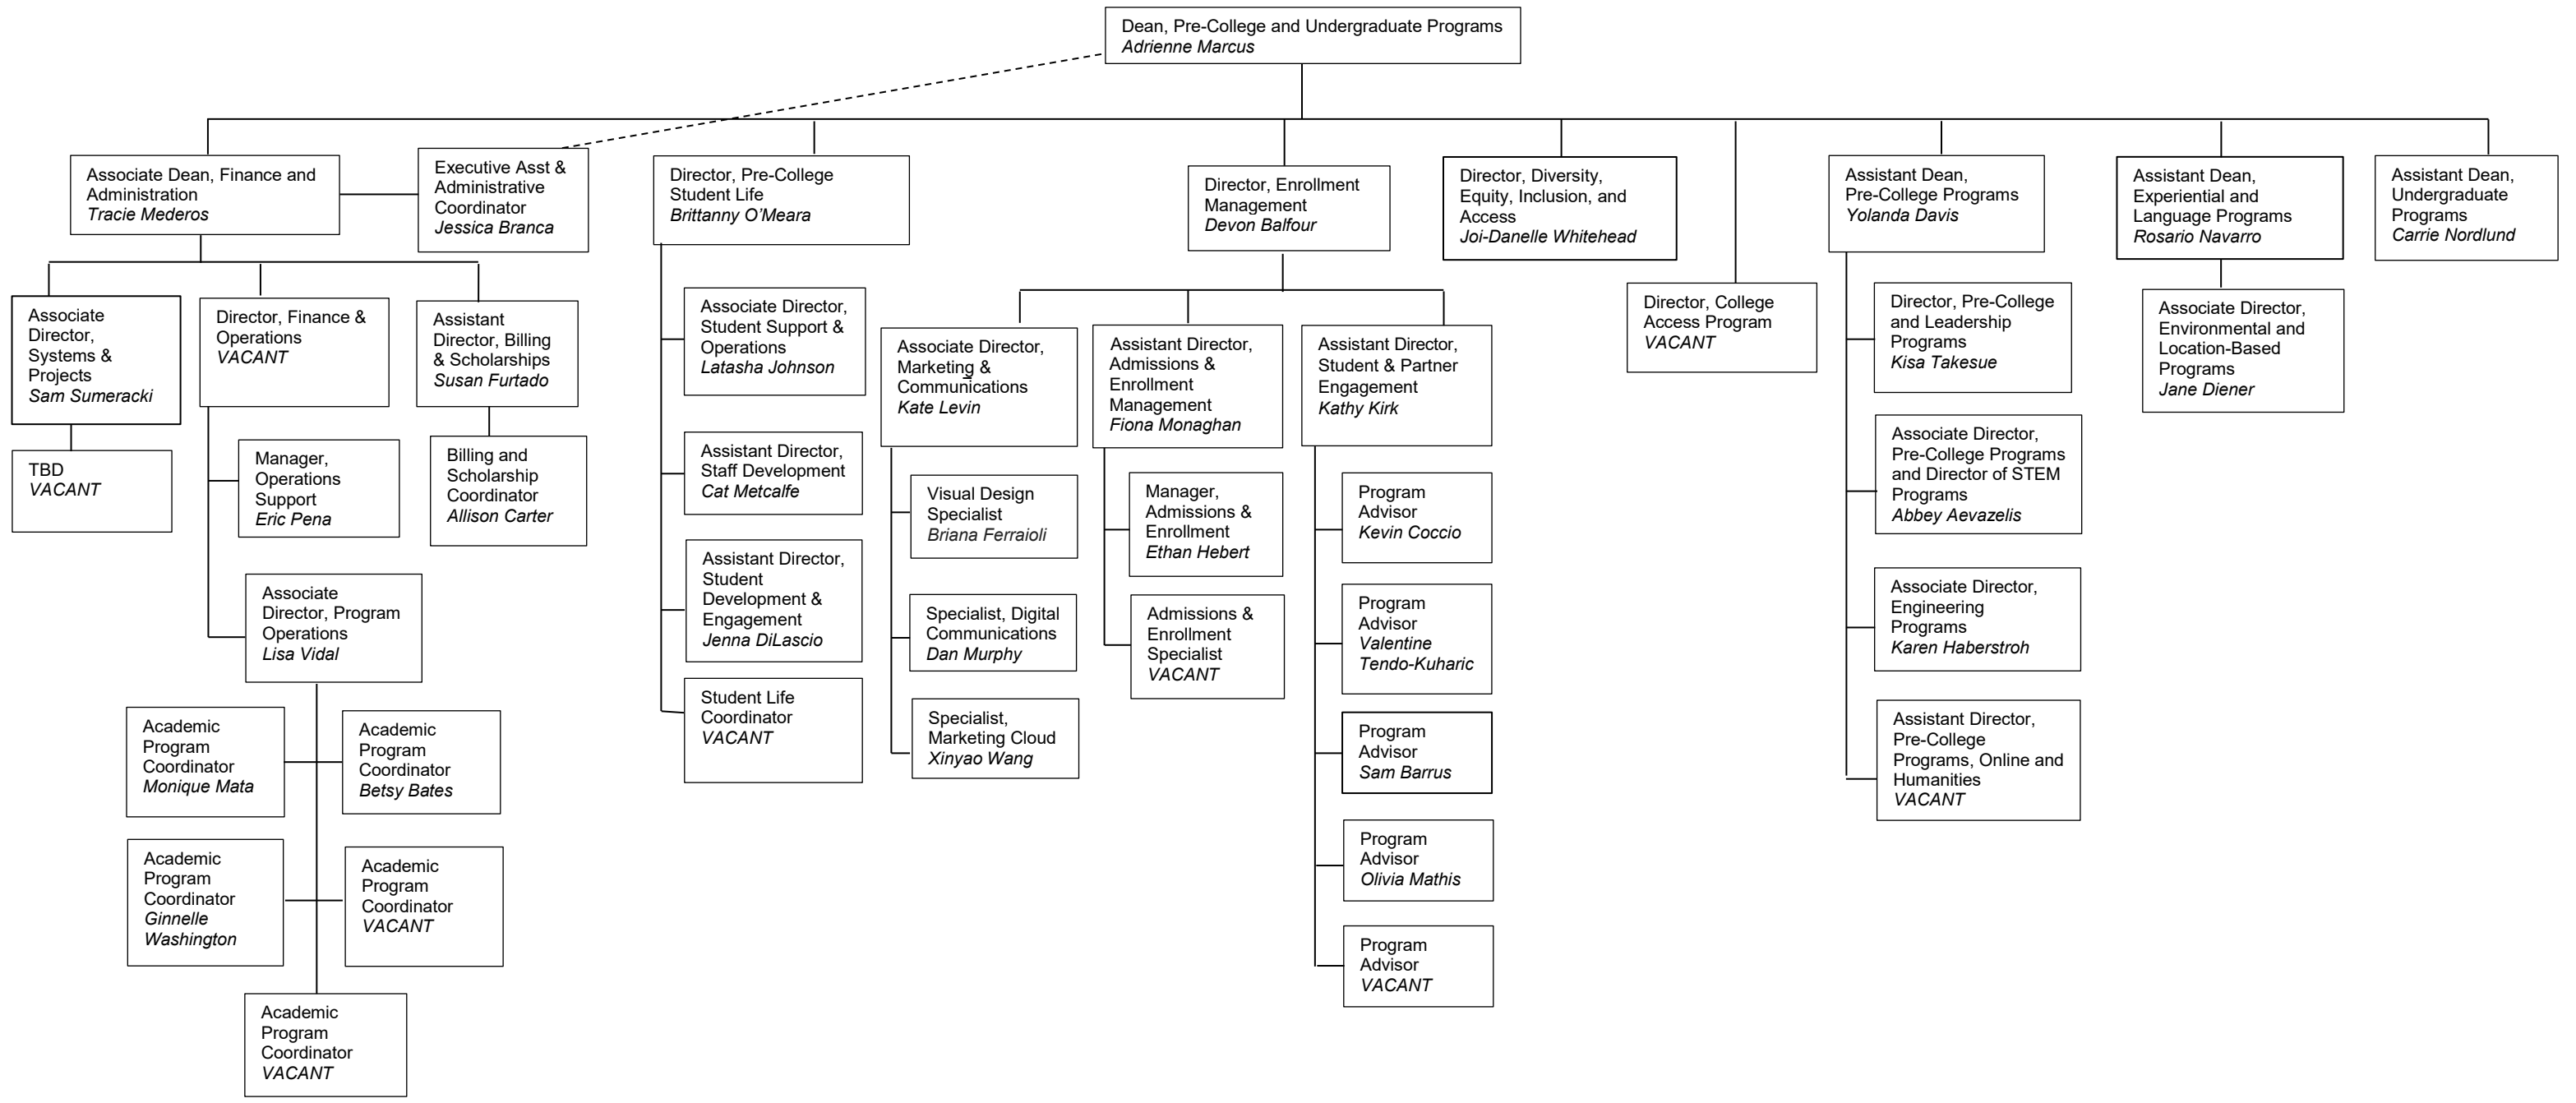 Dean, Pre-College and Undergraduate Programs
Adrienne Marcus
Associate Dean, Finance and
Administration
Tracie Mederos
Executive Asst &
Administrative
Coordinator
Jessica Branca
Director, Pre-College
Student Life
Brittanny O’Meara
Director, Enrollment
Management
Devon Balfour
Director, Diversity,
Equity, Inclusion, and
Access
Joi-Danelle Whitehead
Director, College
Access Program
VACANT
Assistant Dean,
Pre-College Programs
Yolanda Davis
Assistant Dean,
Experiential and
Language Programs
Rosario Navarro
Assistant Dean,
Undergraduate
Programs
Carrie Nordlund
Associate
Director,
Systems &
Projects
Sam Sumeracki
TBD
VACANT
Director, Finance &
Operations
VACANT
Manager,
Operations
Support
Eric Pena
Associate
Director, Program
Operations
Lisa Vidal
Academic
Program
Coordinator
Monique Mata
Academic
Program
Coordinator
Betsy Bates
Academic
Program
Coordinator
Ginnelle
Washington
Academic
Program
Coordinator
VACANT
Academic
Program
Coordinator
VACANT
Assistant
Director, Billing
& Scholarships
Susan Furtado
Billing and
Scholarship
Coordinator
Allison Carter
Associate Director,
Student Support &
Operations
Latasha Johnson
Assistant Director,
Staff Development
Cat Metcalfe
Assistant Director,
Student
Development &
Engagement
Jenna DiLascio
Student Life
Coordinator
VACANT
Associate Director,
Marketing &
Communications
Kate Levin
Visual Design
Specialist
Briana Ferraioli
Specialist, Digital
Communications
Dan Murphy
Specialist,
Marketing Cloud
Xinyao Wang
Assistant Director,
Admissions &
Enrollment
Management
Fiona Monaghan
Manager,
Admissions &
Enrollment
Ethan Hebert
Admissions &
Enrollment
Specialist
VACANT
Assistant Director,
Student & Partner
Engagement
Kathy Kirk
Program
Advisor
Kevin Coccio
Program
Advisor
Valentine
Tendo-Kuharic
Program
Advisor
Sam Barrus
Program
Advisor
Olivia Mathis
Program
Advisor
VACANT
Director, Pre-College
and Leadership
Programs
Kisa Takesue
Associate Director,
Pre-College Programs
and Director of STEM
Programs
Abbey Aevazelis
Associate Director,
Engineering
Programs
Karen Haberstroh
Assistant Director,
Pre-College
Programs, Online and
Humanities
VACANT
Associate Director,
Environmental and
Location-Based
Programs
Jane Diener